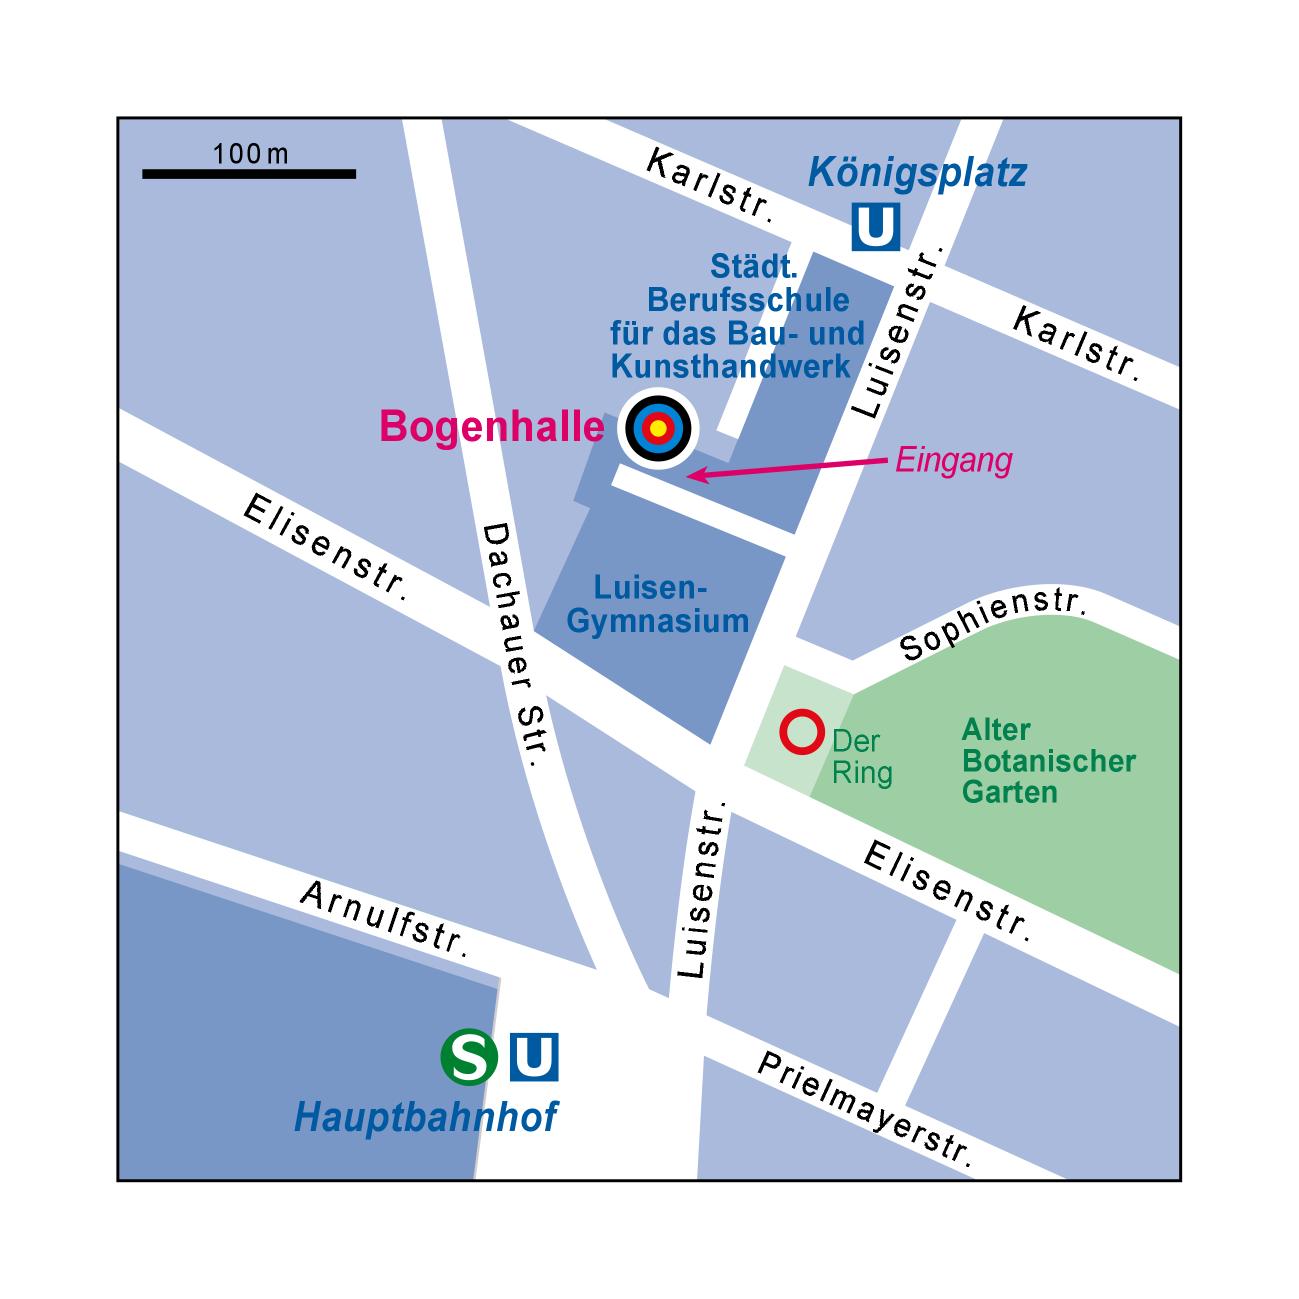 100 m
Karlstr.
Königsplatz
U
Städt.
Berufsschule
für das Bau- und
Kunsthandwerk
Luisenstr.
Karlstr.
Bogenhalle
Eingang
Elisenstr.
Dachauer Str.
Luisen-
Gymnasium
Sophienstr.
Der
Ring
Alter
Botanischer
Garten
Luisenstr.
Elisenstr.
Arnulfstr.
S U
Hauptbahnhof
Prielmayerstr.